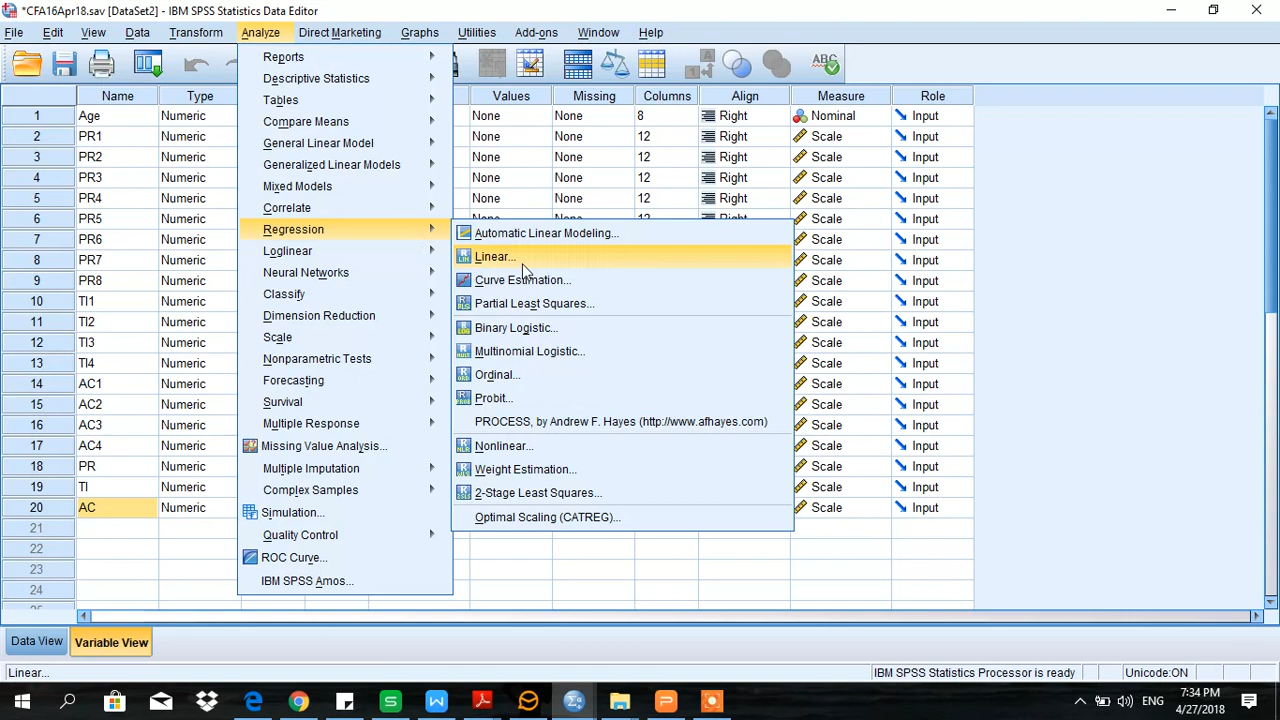 *CFA16Apr18.sav [DataSet2] - IBM SPSS Statistics Data Editor
File Edit View Data Transform Analyze Direct Marketing Graphs Utilities Add-ons Window Help
Name Type Values Missing Columns Align Measure Role
1 Age Numeric None None 8 Right Nominal Input
2 PR1 Numeric None None 12 Right Scale Input
3 PR2 Numeric None None 12 Right Scale Input
4 PR3 Numeric None None 12 Right Scale Input
5 PR4 Numeric None None 12 Right Scale Input
6 PR5 Numeric None None 12 Right Scale Input
7 PR6 Numeric Scale Input
8 PR7 Numeric Scale Input
9 PR8 Numeric Scale Input
10 TI1 Numeric Scale Input
11 TI2 Numeric Scale Input
12 TI3 Numeric Scale Input
13 TI4 Numeric Scale Input
14 AC1 Numeric Scale Input
15 AC2 Numeric Scale Input
16 AC3 Numeric Scale Input
17 AC4 Numeric Scale Input
18 PR Numeric Scale Input
19 TI Numeric Scale Input
20 AC Numeric Scale Input
21
22
23
24
Reports
Descriptive Statistics
Tables
Compare Means
General Linear Model
Generalized Linear Models
Mixed Models
Correlate
Regression
Loglinear
Neural Networks
Classify
Dimension Reduction
Scale
Nonparametric Tests
Forecasting
Survival
Multiple Response
Missing Value Analysis...
Multiple Imputation
Complex Samples
Simulation...
Quality Control
ROC Curve...
IBM SPSS Amos...
Automatic Linear Modeling...
Linear...
Curve Estimation...
Partial Least Squares...
Binary Logistic...
Multinomial Logistic...
Ordinal...
Probit...
PROCESS, by Andrew F. Hayes (http://www.afhayes.com)
Nonlinear...
Weight Estimation...
2-Stage Least Squares...
Optimal Scaling (CATREG)...
Data View Variable View
Linear... IBM SPSS Statistics Processor is ready Unicode:ON
ENG 7:34 PM
4/27/2018